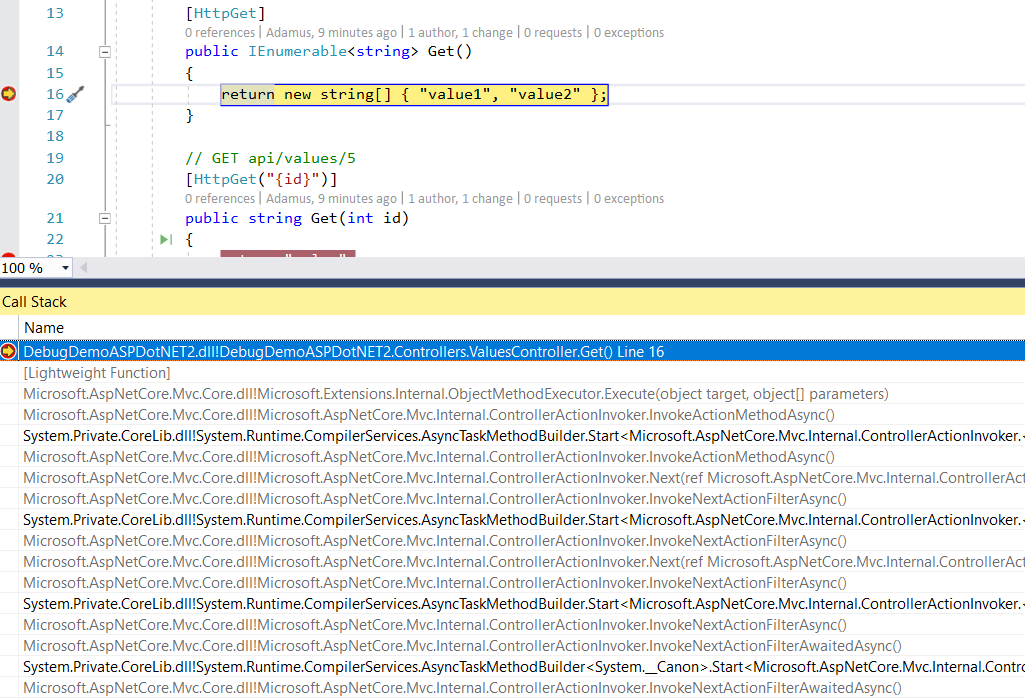 13 [HttpGet]
0 references | Adamus, 9 minutes ago | 1 author, 1 change | 0 requests | 0 exceptions
14 public IEnumerable<string> Get()
15 {
16 return new string[] { "value1", "value2" };
17 }
18
19 // GET api/values/5
20 [HttpGet("{id}")]
0 references | Adamus, 9 minutes ago | 1 author, 1 change | 0 requests | 0 exceptions
21 public string Get(int id)
22 {
100 %
Call Stack
Name
DebugDemoASPDotNET2.dll!DebugDemoASPDotNET2.Controllers.ValuesController.Get() Line 16
[Lightweight Function]
Microsoft.AspNetCore.Mvc.Core.dll!Microsoft.Extensions.Internal.ObjectMethodExecutor.Execute(object target, object[] parameters)
Microsoft.AspNetCore.Mvc.Core.dll!Microsoft.AspNetCore.Mvc.Internal.ControllerActionInvoker.InvokeActionMethodAsync()
System.Private.CoreLib.dll!System.Runtime.CompilerServices.AsyncTaskMethodBuilder.Start<Microsoft.AspNetCore.Mvc.Internal.ControllerActionInvoker.<
Microsoft.AspNetCore.Mvc.Core.dll!Microsoft.AspNetCore.Mvc.Internal.ControllerActionInvoker.InvokeActionMethodAsync()
Microsoft.AspNetCore.Mvc.Core.dll!Microsoft.AspNetCore.Mvc.Internal.ControllerActionInvoker.Next(ref Microsoft.AspNetCore.Mvc.Internal.ControllerAct
Microsoft.AspNetCore.Mvc.Core.dll!Microsoft.AspNetCore.Mvc.Internal.ControllerActionInvoker.InvokeNextActionFilterAsync()
System.Private.CoreLib.dll!System.Runtime.CompilerServices.AsyncTaskMethodBuilder.Start<Microsoft.AspNetCore.Mvc.Internal.ControllerActionInvoker.<
Microsoft.AspNetCore.Mvc.Core.dll!Microsoft.AspNetCore.Mvc.Internal.ControllerActionInvoker.InvokeNextActionFilterAsync()
Microsoft.AspNetCore.Mvc.Core.dll!Microsoft.AspNetCore.Mvc.Internal.ControllerActionInvoker.Next(ref Microsoft.AspNetCore.Mvc.Internal.ControllerAct
Microsoft.AspNetCore.Mvc.Core.dll!Microsoft.AspNetCore.Mvc.Internal.ControllerActionInvoker.InvokeNextActionFilterAsync()
System.Private.CoreLib.dll!System.Runtime.CompilerServices.AsyncTaskMethodBuilder.Start<Microsoft.AspNetCore.Mvc.Internal.ControllerActionInvoker.<
Microsoft.AspNetCore.Mvc.Core.dll!Microsoft.AspNetCore.Mvc.Internal.ControllerActionInvoker.InvokeNextActionFilterAsync()
Microsoft.AspNetCore.Mvc.Core.dll!Microsoft.AspNetCore.Mvc.Internal.ControllerActionInvoker.InvokeNextActionFilterAwaitedAsync()
System.Private.CoreLib.dll!System.Runtime.CompilerServices.AsyncTaskMethodBuilder<System.__Canon>.Start<Microsoft.AspNetCore.Mvc.Internal.Contro
Microsoft.AspNetCore.Mvc.Core.dll!Microsoft.AspNetCore.Mvc.Internal.ControllerActionInvoker.InvokeNextActionFilterAwaitedAsync()